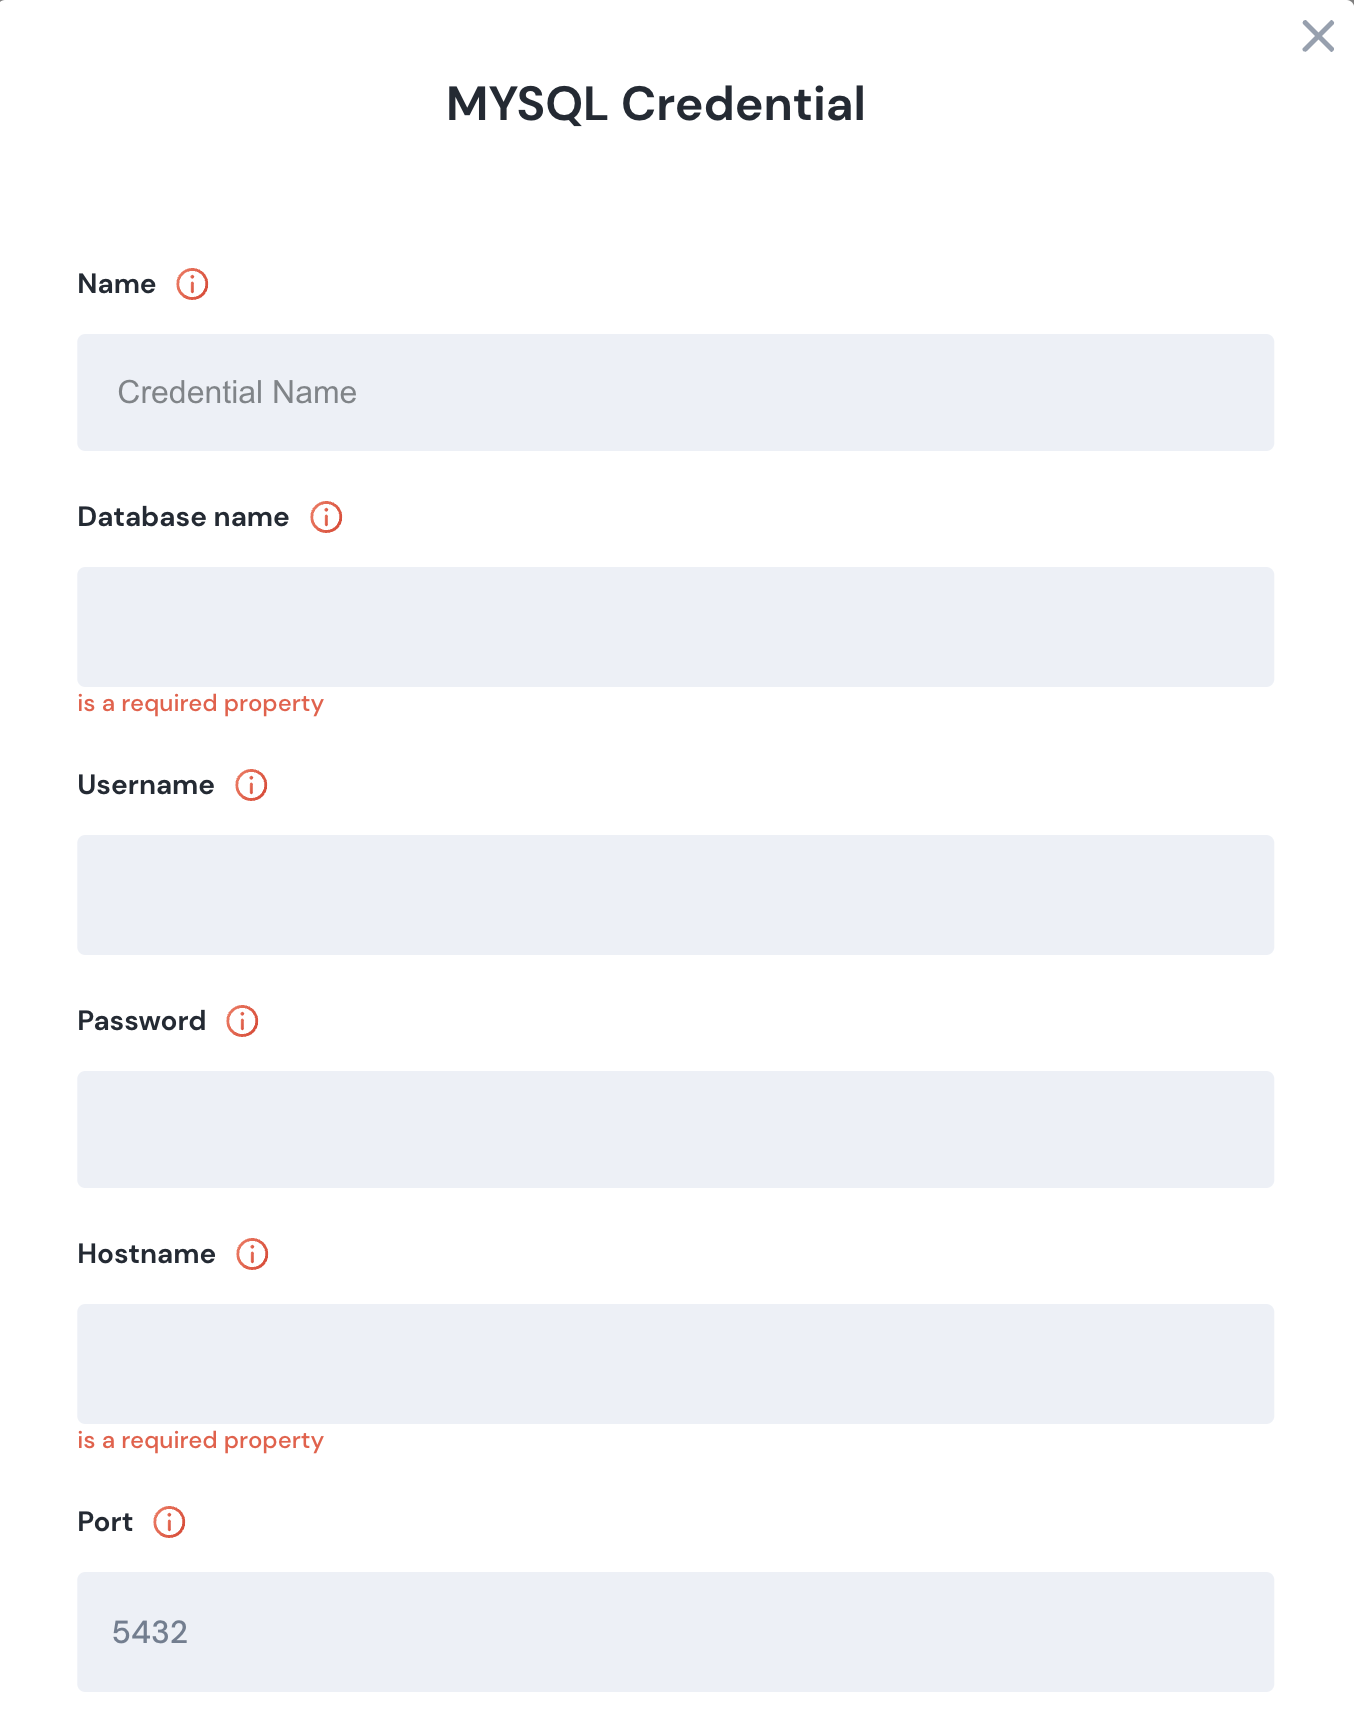 MYSQL Credential
Name
Credential Name
Database name
is a required property
Username
Password
Hostname
is a required property
Port
5432